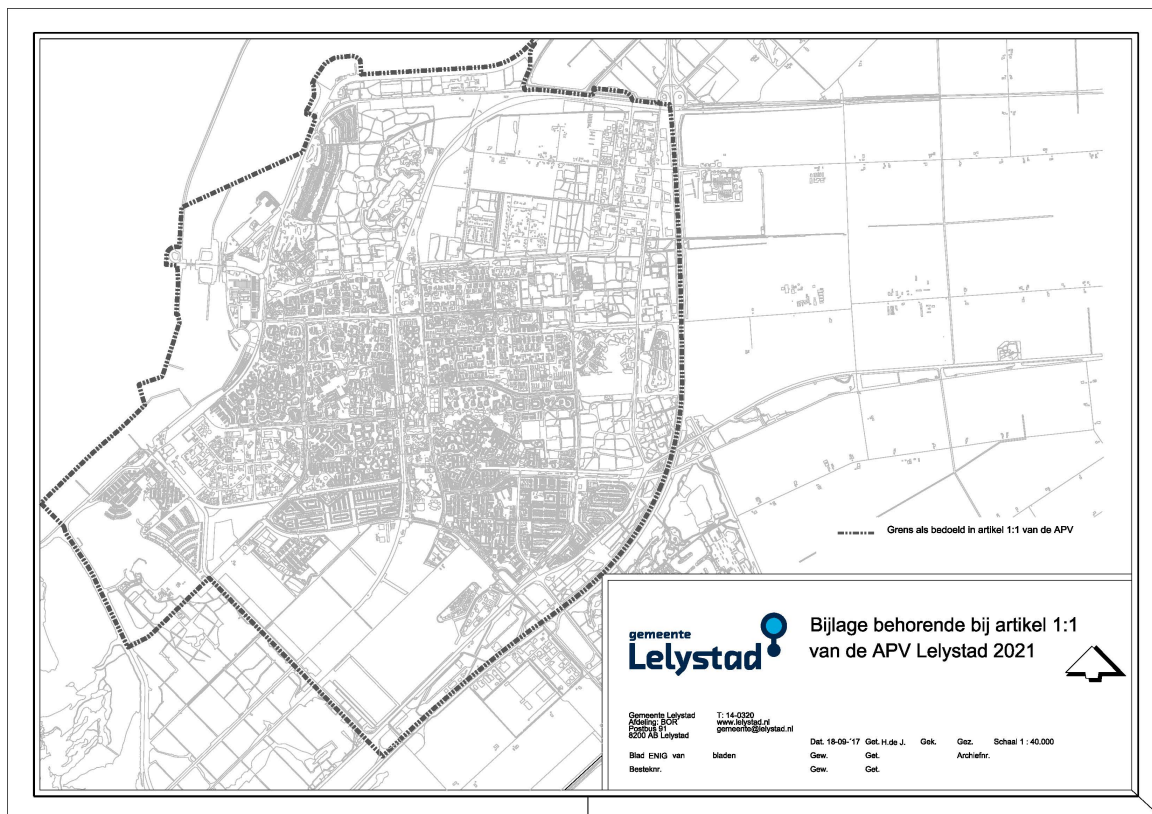 Grens als bedoeld in artikel 1:1 van de APV
gemeente
Lelystad
Bijlage behorende bij artikel 1:1
van de APV Lelystad 2021
Gemeente Lelystad
Afdeling: BOR
Postbus 91
8200 AB Lelystad
T: 14-0320
www.lelystad.nl
gemeente@lelystad.nl
Dat. 18-09-'17 Get. H.de J. Gek. Gez. Schaal 1 : 40.000
Blad ENIG van bladen Gew. Get. Archiefnr.
Besteknr. Gew. Get.